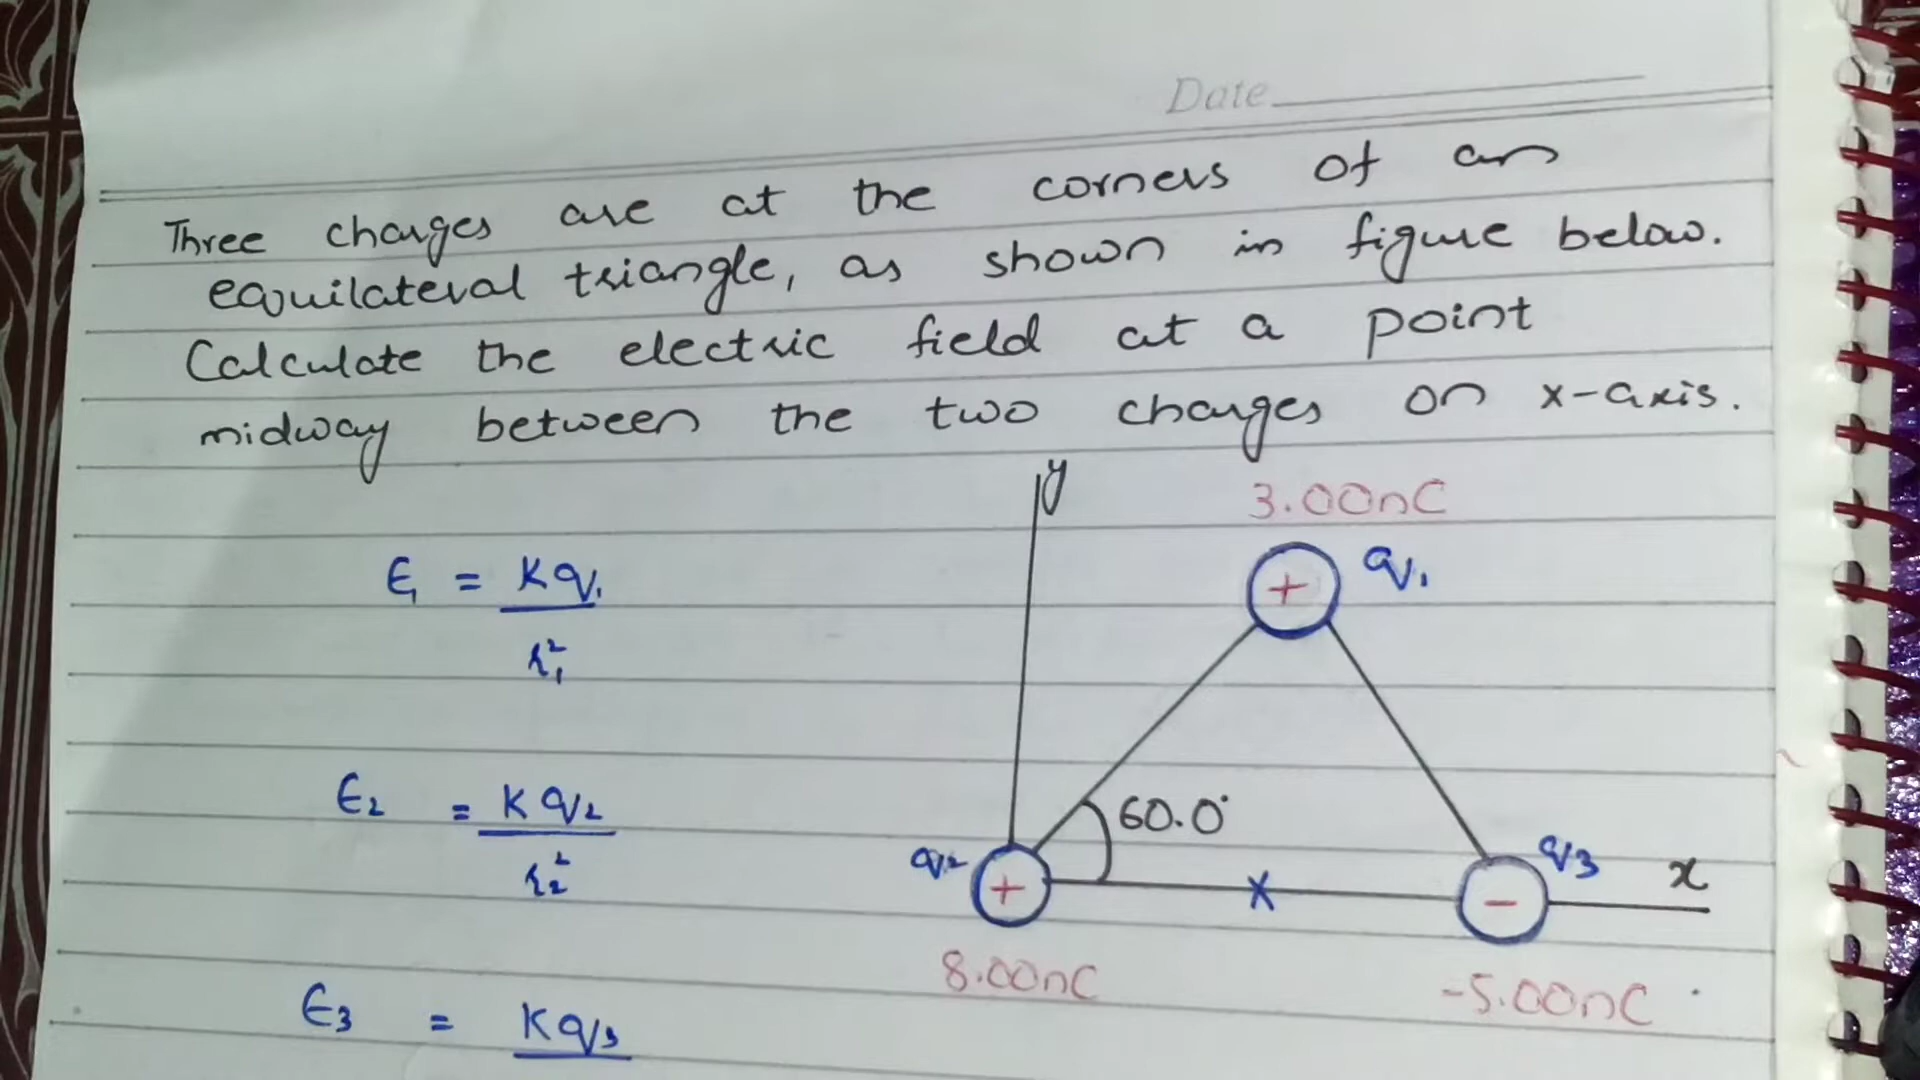 Date
Three charges are at the corners of an
equilateral triangle, as shown in figure below.
Calculate the electric field at a point
midway between the two charges on x-axis.
y
3.00nC
+ q₁
E₁ = Kq₁
r₁²
60.0°
E₂ = Kq₂
r₂²
q₂ + x - q₃ x
8.00nC -5.00nC
E₃ = Kq₃